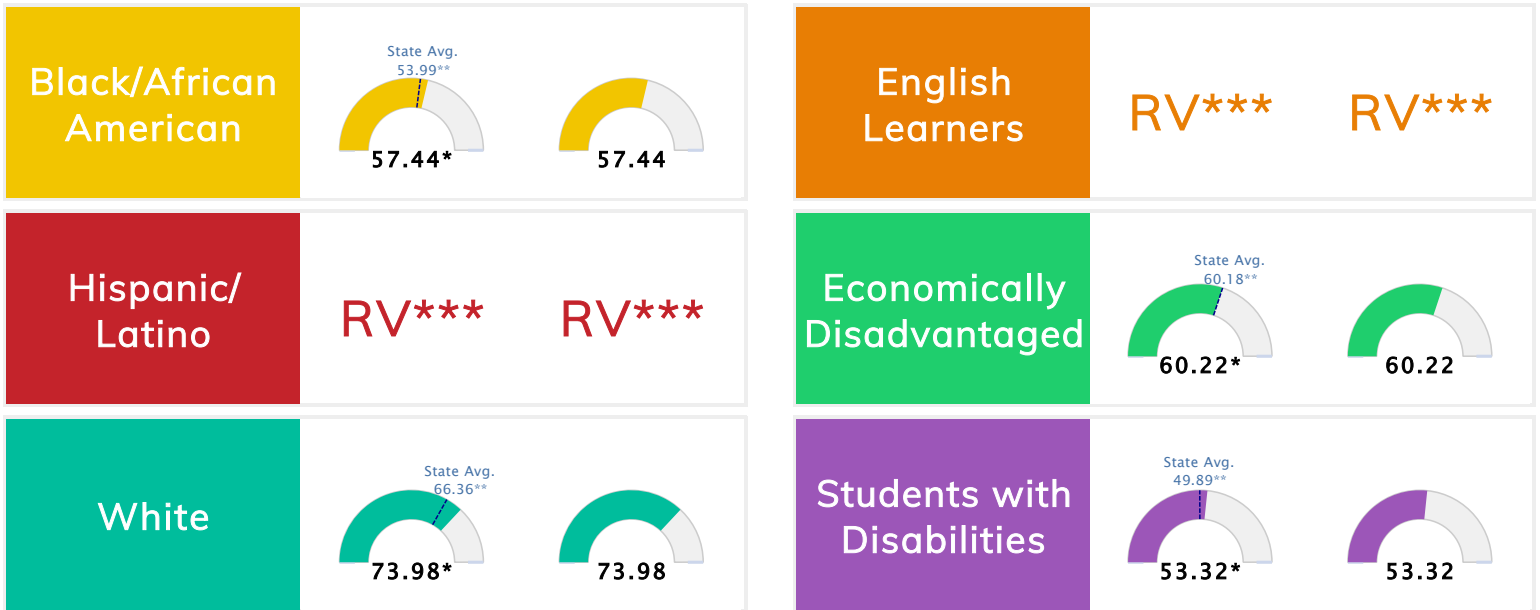 Black/African
American
State Avg.
53.99**
57.44*
57.44
English
Learners
RV***
RV***
Hispanic/
Latino
RV***
RV***
Economically
Disadvantaged
State Avg.
60.18**
60.22*
60.22
White
State Avg.
66.36**
73.98*
73.98
Students with
Disabilities
State Avg.
49.89**
53.32*
53.32